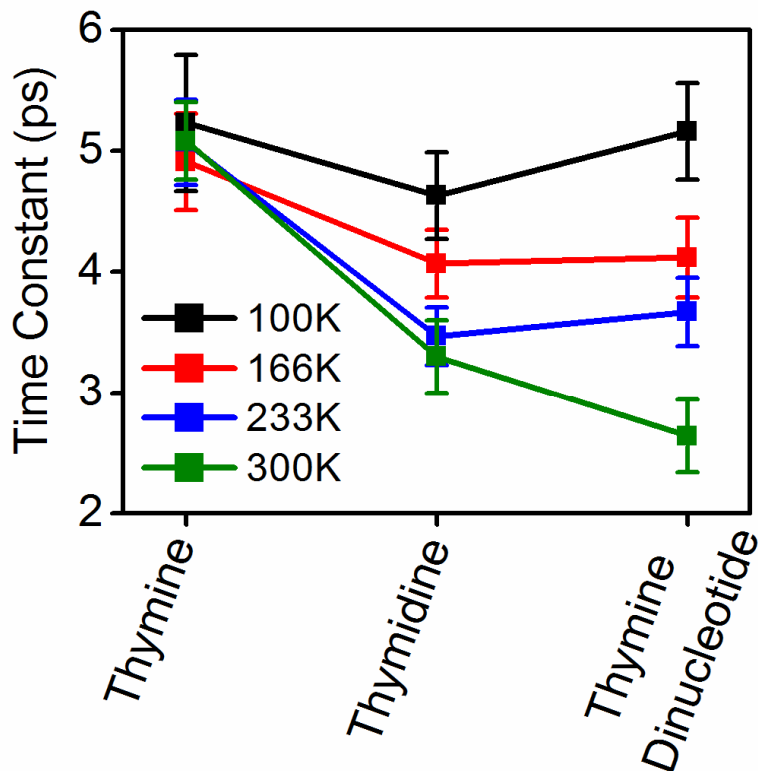 Time Constant (ps)
6
5
4
3
2
100K
166K
233K
300K
Thymine
Thymidine
Thymine
Dinucleotide